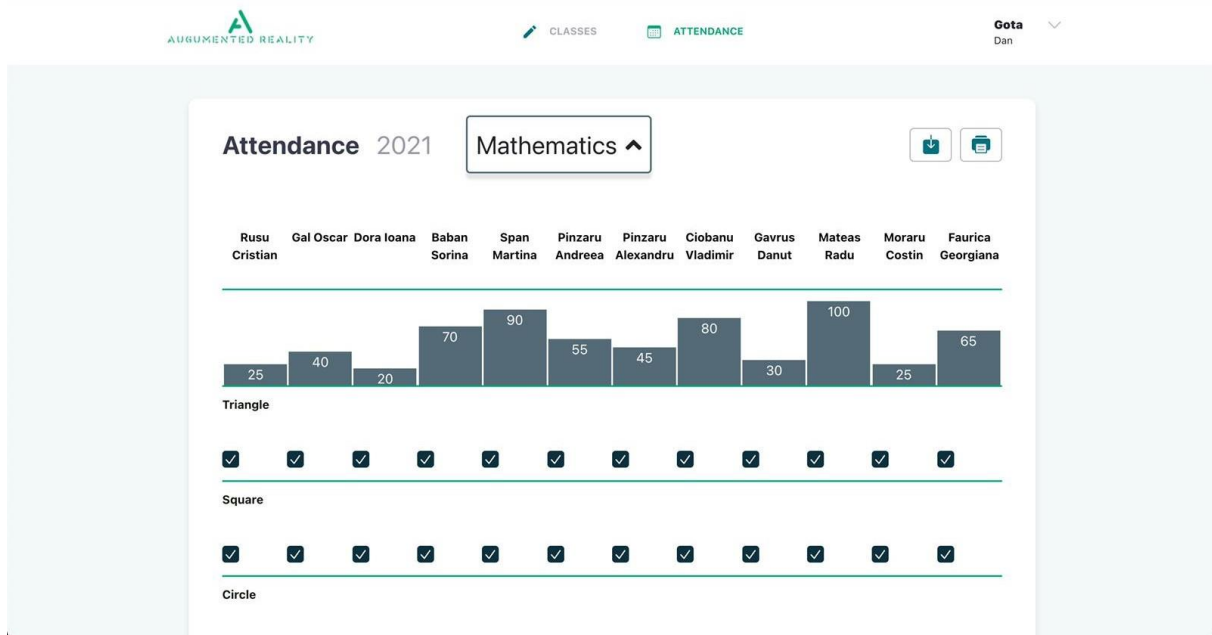 AUGUMENTED REALITY
CLASSES
ATTENDANCE
Gota
Dan
Attendance 2021
Mathematics
Rusu Cristian
Gal Oscar
Dora Ioana
Baban Sorina
Span Martina
Pinzaru Andreea
Pinzaru Alexandru
Ciobanu Vladimir
Gavrus Danut
Mateas Radu
Moraru Costin
Faurica Georgiana
25
40
20
70
90
55
45
80
30
100
25
65
Triangle
Square
Circle